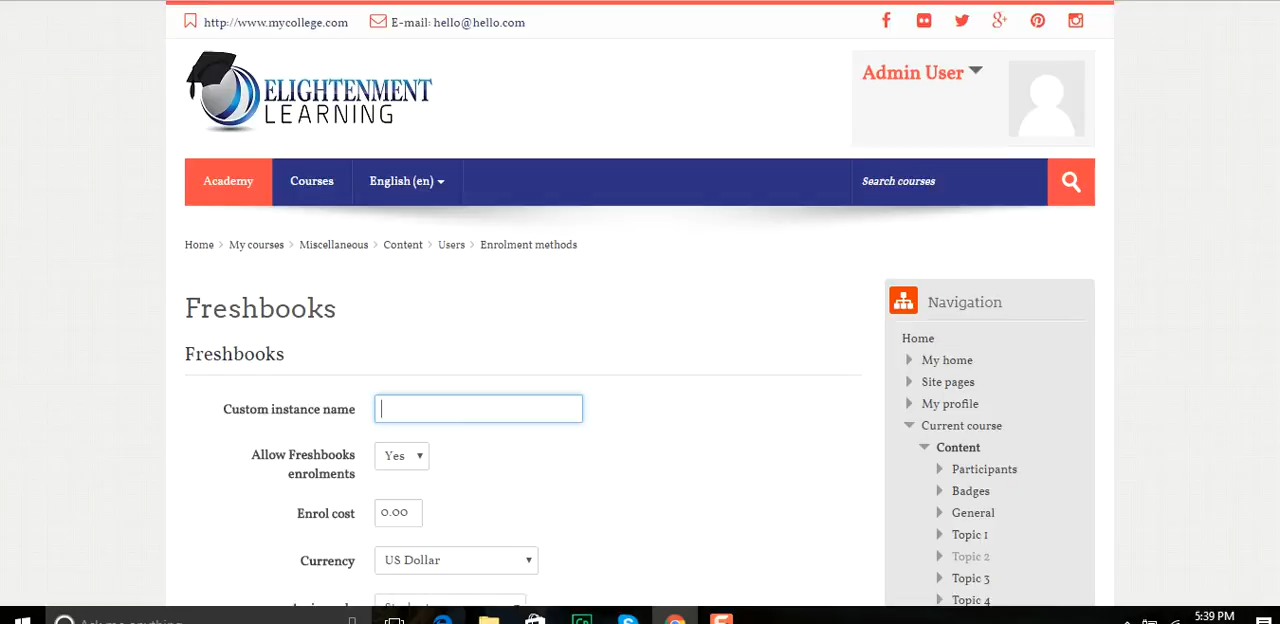 http://www.mycollege.com E-mail: hello@hello.com
ELIGHTENMENT
LEARNING
Admin User
Academy Courses English (en) Search courses
Home My courses Miscellaneous Content Users Enrolment methods
Freshbooks
Freshbooks
Custom instance name
Allow Freshbooks
enrolments
Yes
Enrol cost 0.00
Currency US Dollar
Navigation
Home
My home
Site pages
My profile
Current course
Content
Participants
Badges
General
Topic 1
Topic 2
Topic 3
Topic 4
5:39 PM